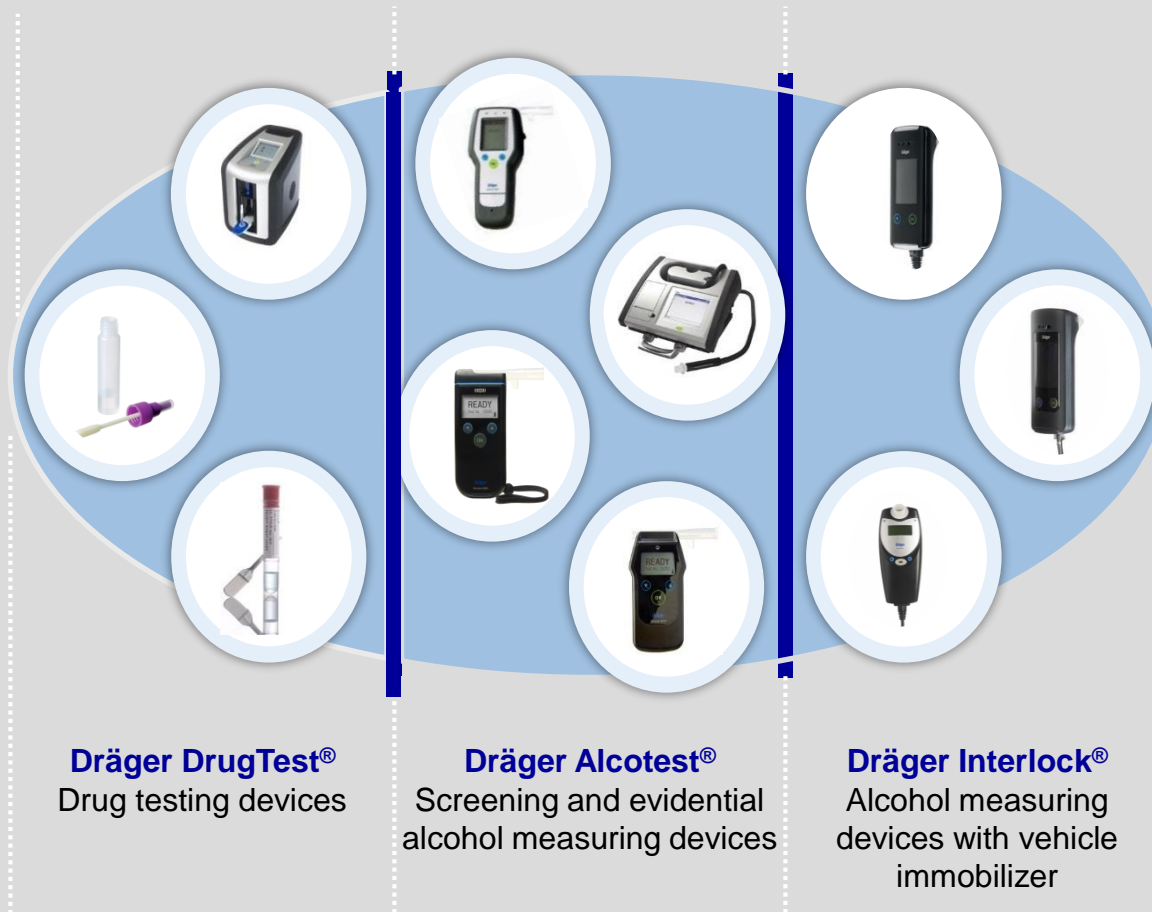 READY
READY
OK
Dräger DrugTest®
Drug testing devices
Dräger Alcotest®
Screening and evidential
alcohol measuring devices
Dräger Interlock®
Alcohol measuring
devices with vehicle
immobilizer